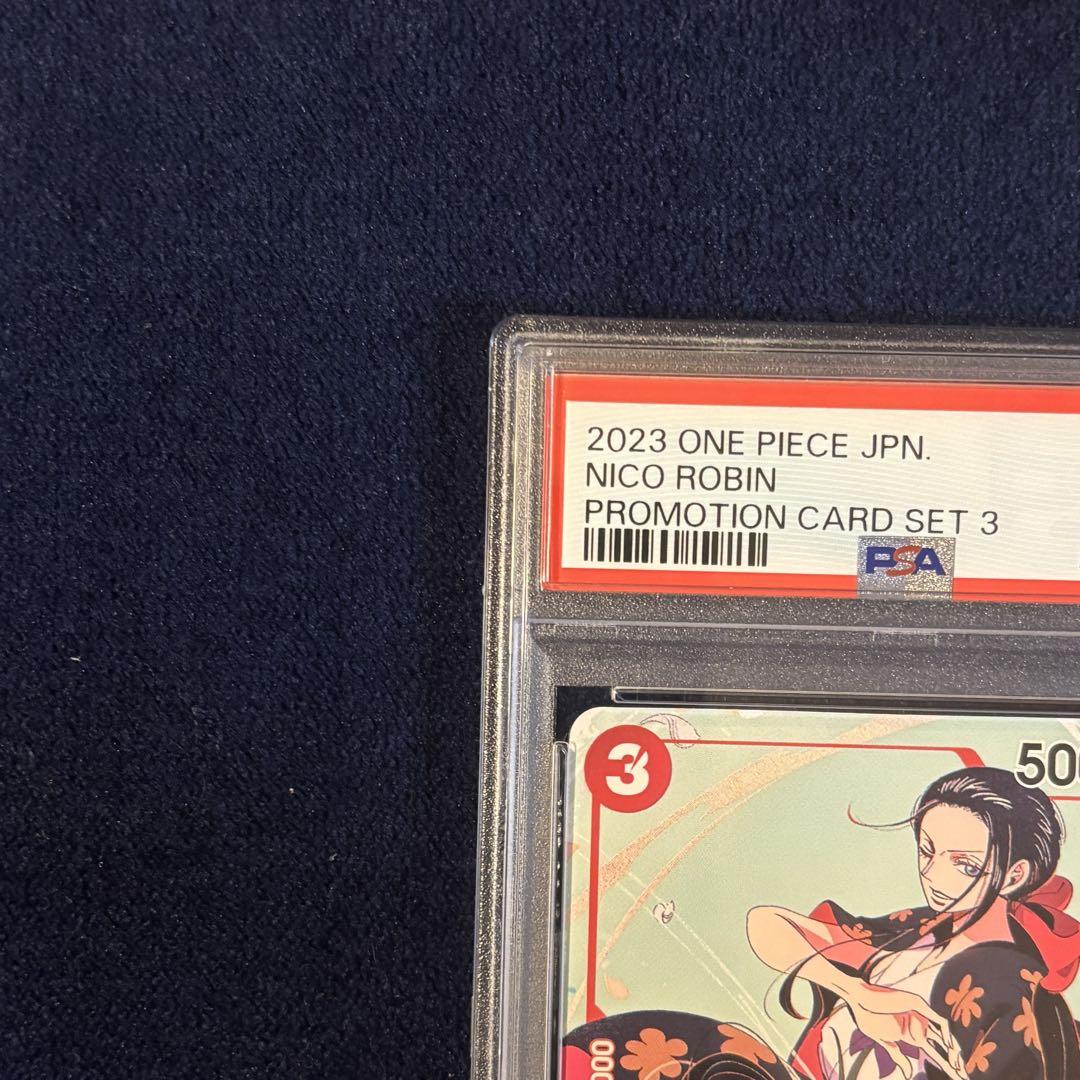 2023 ONE PIECE JPN.
NICO ROBIN
PROMOTION CARD SET 3
PSA
3